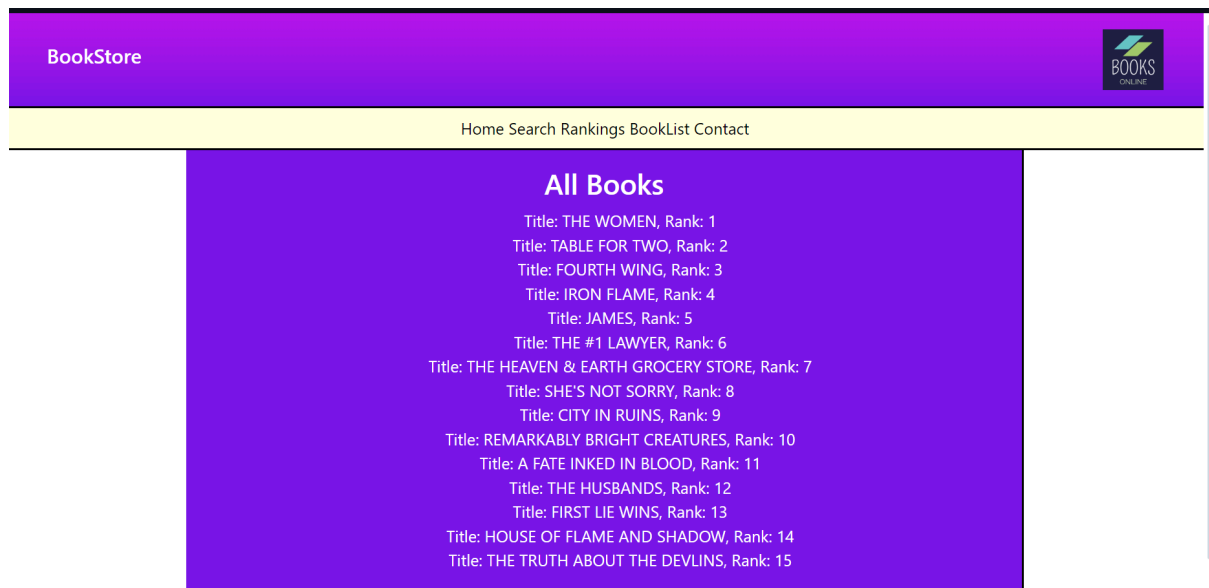 BookStore
BOOKS
ONLINE
Home Search Rankings BookList Contact
All Books
Title: THE WOMEN, Rank: 1
Title: TABLE FOR TWO, Rank: 2
Title: FOURTH WING, Rank: 3
Title: IRON FLAME, Rank: 4
Title: JAMES, Rank: 5
Title: THE #1 LAWYER, Rank: 6
Title: THE HEAVEN & EARTH GROCERY STORE, Rank: 7
Title: SHE'S NOT SORRY, Rank: 8
Title: CITY IN RUINS, Rank: 9
Title: REMARKABLY BRIGHT CREATURES, Rank: 10
Title: A FATE INKED IN BLOOD, Rank: 11
Title: THE HUSBANDS, Rank: 12
Title: FIRST LIE WINS, Rank: 13
Title: HOUSE OF FLAME AND SHADOW, Rank: 14
Title: THE TRUTH ABOUT THE DEVLINS, Rank: 15